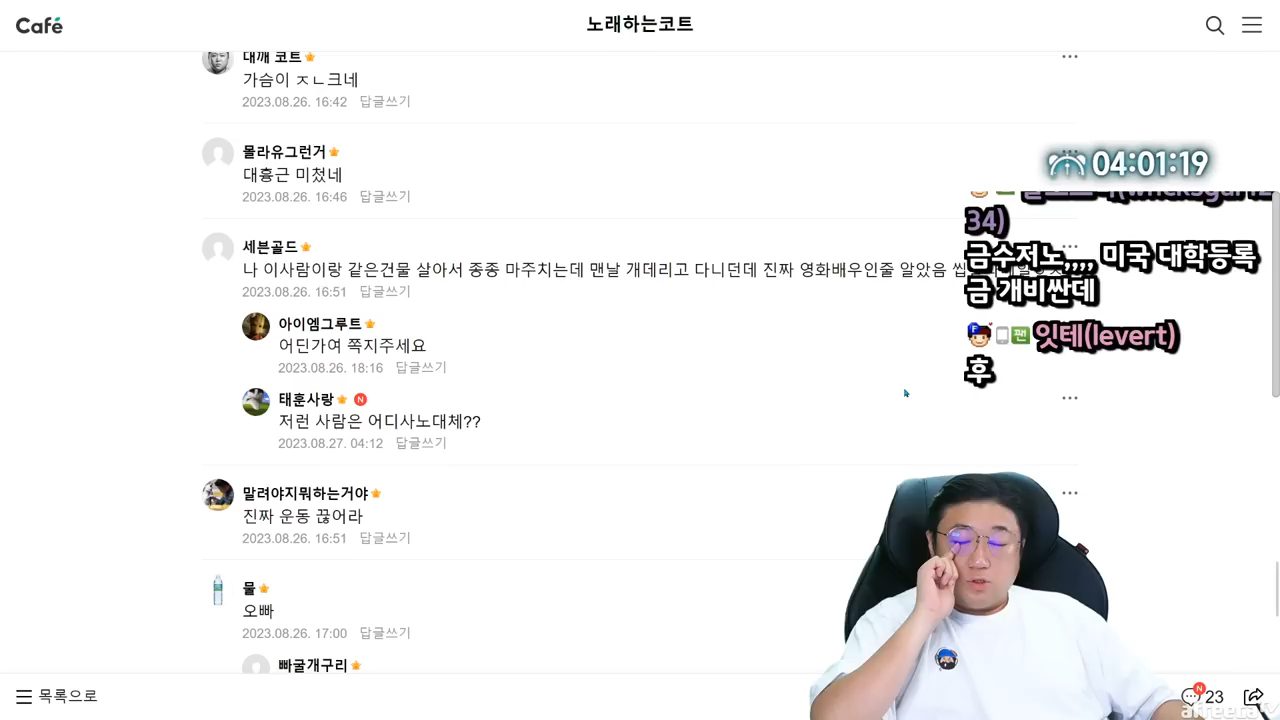 Café
노래하는코트
대깨 코트
가슴이 ㅈㄴ크네
2023.08.26. 16:42 답글쓰기
몰라유그런거
대흉근 미쳤네
2023.08.26. 16:46 답글쓰기
04:01:19
34)
금수저노,,,, 미국 대학등록
금 개비싼데
잇테(levert)
후
세븐골드
나 이사람이랑 같은건물 살아서 종종 마주치는데 맨날 개데리고 다니던데 진짜 영화배우인줄 알았음
2023.08.26. 16:51 답글쓰기
아이엠그루트
어딘가여 쪽지주세요
2023.08.26. 18:16 답글쓰기
태훈사랑 N
저런 사람은 어디사노대체??
2023.08.27. 04:12 답글쓰기
말려야지뭐하는거야
진짜 운동 끊어라
2023.08.26. 16:51 답글쓰기
물
오빠
2023.08.26. 17:00 답글쓰기
빠굴개구리
목록으로
N
23
afreecaTV